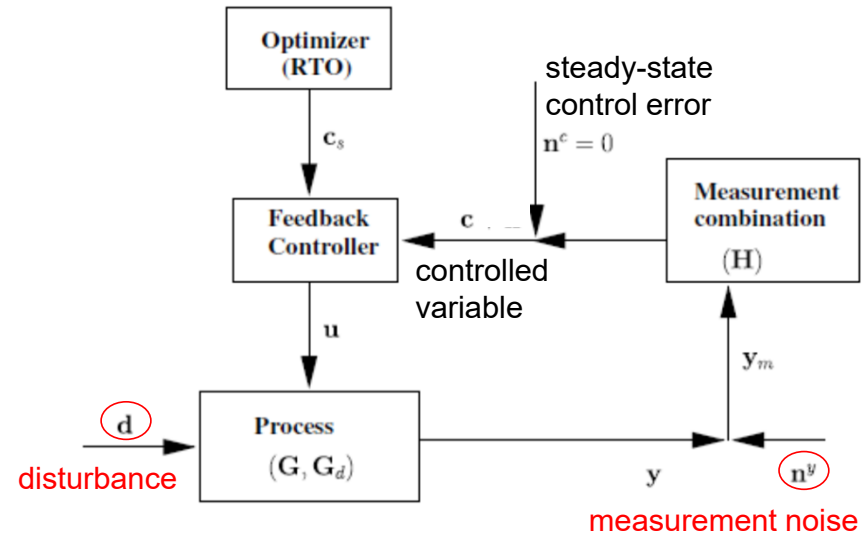 Optimizer
(RTO)
steady-state
control error
c_s
n^c = 0
Measurement
combination
(H)
Feedback
Controller
c
controlled
variable
u
y_m
d
Process
(G, G_d)
disturbance
y
n^y
measurement noise